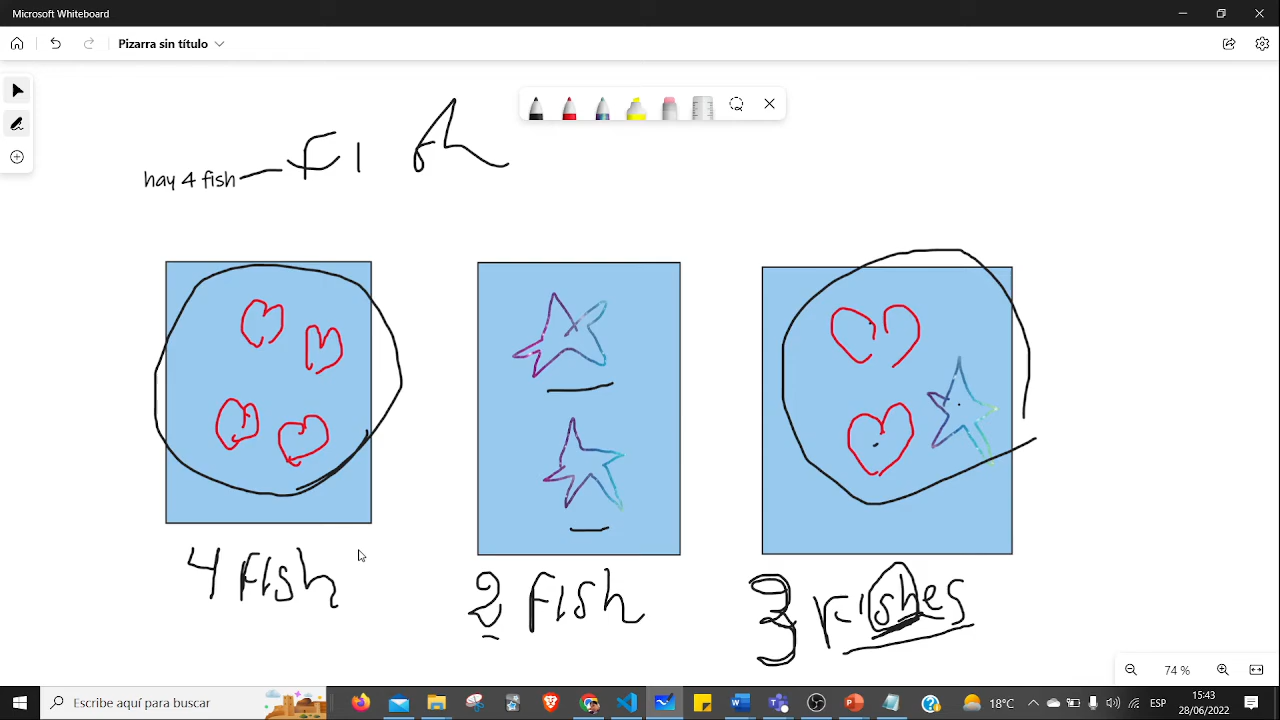 Microsoft Whiteboard
Pizarra sin título
hay 4 fish
4 fish
2 fish
3 fishes
74 %
Escribe aquí para buscar
18°C
ESP
15:43
28/06/2022